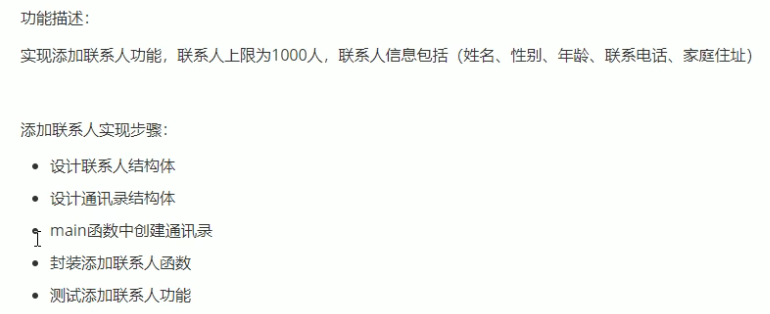 功能描述：
实现添加联系人功能，联系人上限为1000人，联系人信息包括（姓名、性别、年龄、联系电话、家庭住址）
添加联系人实现步骤：
设计联系人结构体
设计通讯录结构体
main函数中创建通讯录
封装添加联系人函数
测试添加联系人功能